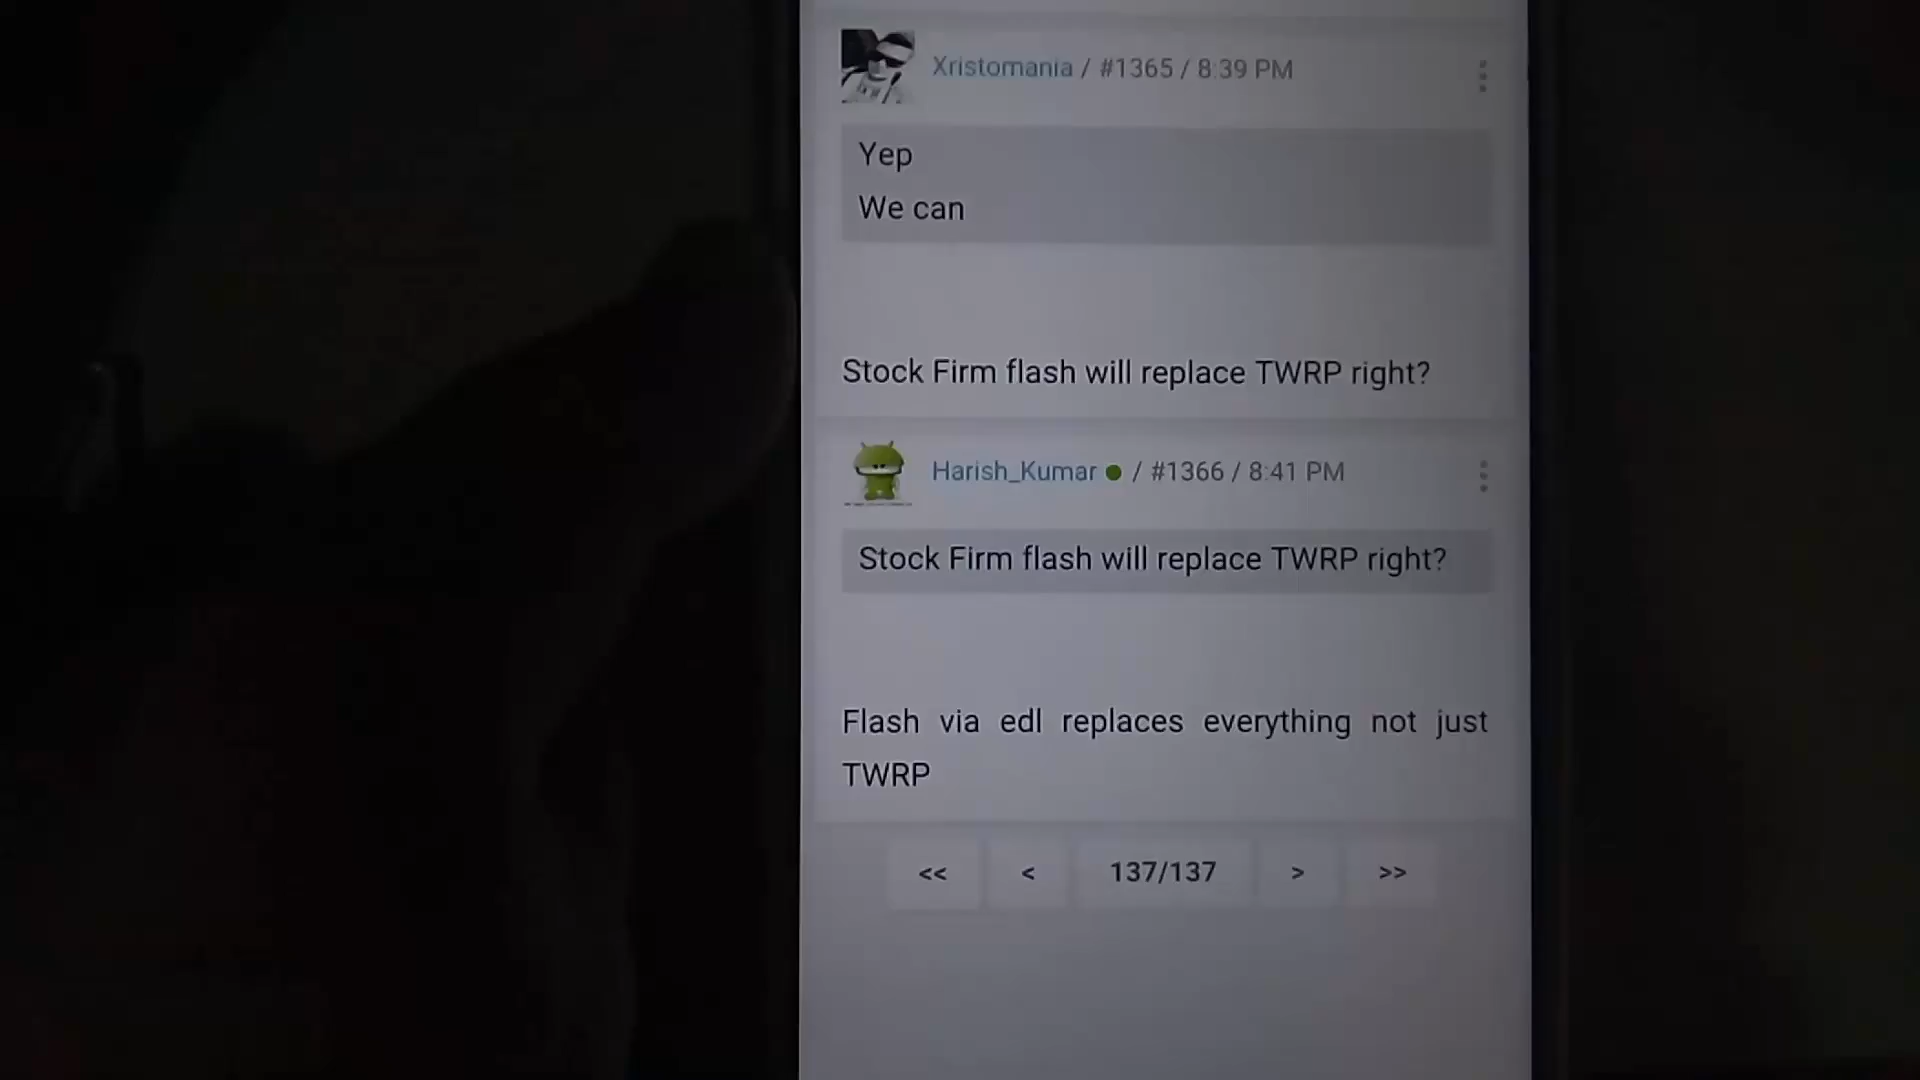 Xristomania / #1365 / 8:39 PM
Yep
We can
Stock Firm flash will replace TWRP right?
Harish_Kumar / #1366 / 8:41 PM
Stock Firm flash will replace TWRP right?
Flash via edl replaces everything not just
TWRP
<< < 137/137 > >>